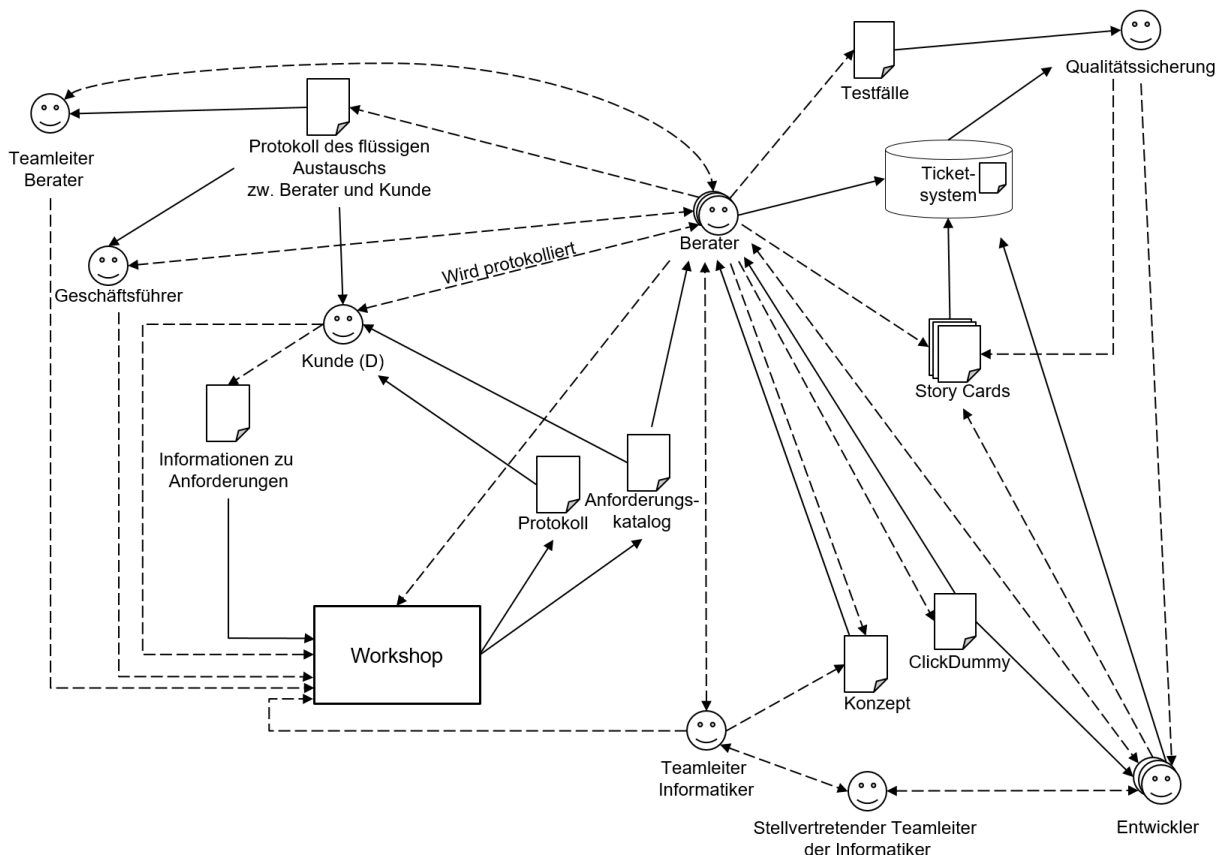 Testfälle
Qualitätssicherung
Teamleiter
Berater
Protokoll des flüssigen
Austauschs
zw. Berater und Kunde
Ticket-
system
Berater
Wird protokolliert
Geschäftsführer
Kunde (D)
Story Cards
Informationen zu
Anforderungen
Protokoll
Anforderungs-
katalog
Workshop
ClickDummy
Konzept
Teamleiter
Informatiker
Stellvertretender Teamleiter
der Informatiker
Entwickler